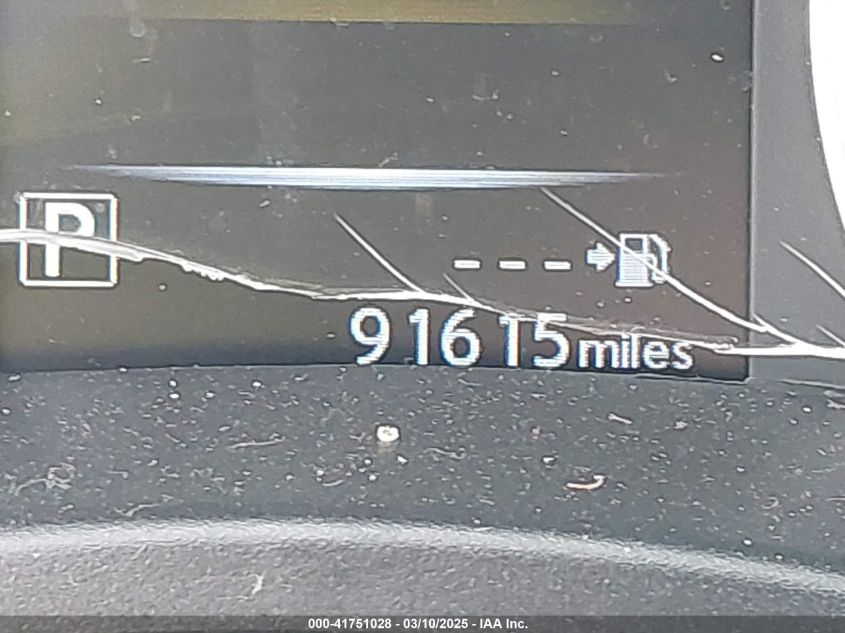 P
---
91615 miles
000-41751028 - 03/10/2025 - IAA Inc.